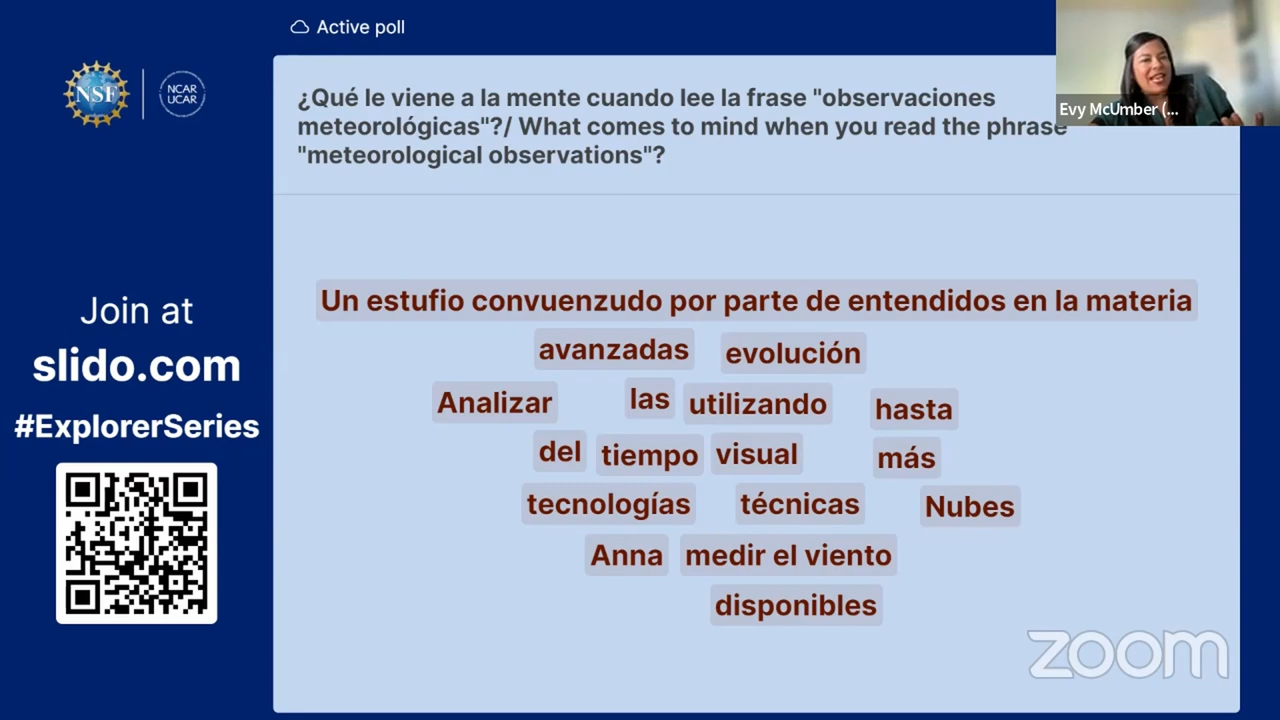 Active poll
NSF
NCAR
UCAR
¿Qué le viene a la mente cuando lee la frase "observaciones
meteorológicas"?/ What comes to mind when you read the phrase
"meteorological observations"?
Evy McUmber (...
Join at
slido.com
#ExplorerSeries
Un estufio convuenzudo por parte de entendidos en la materia
avanzadas evolución
Analizar las utilizando hasta
del tiempo visual más
tecnologías técnicas Nubes
Anna medir el viento
disponibles
zoom